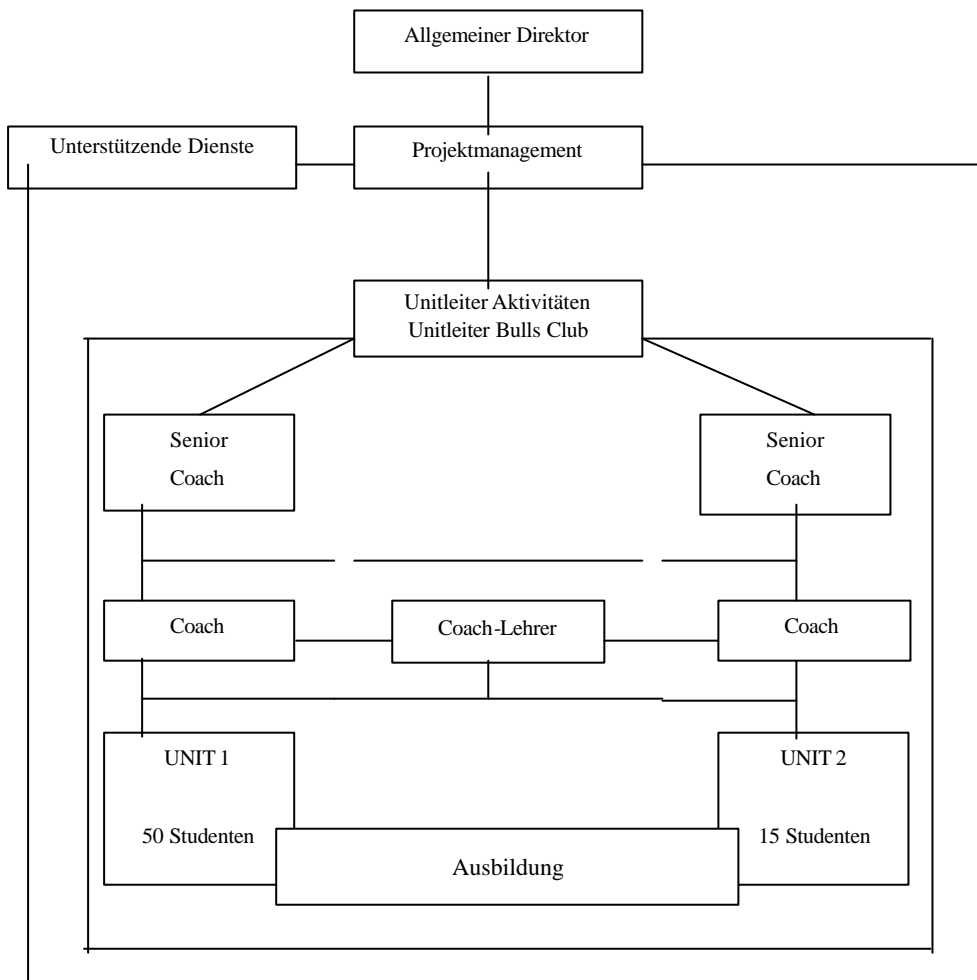 Allgemeiner Direktor
Unterstützende Dienste
Projektmanagement
Unitleiter Aktivitäten
Unitleiter Bulls Club
Senior
Coach
Senior
Coach
Coach
Coach-Lehrer
Coach
UNIT 1
50 Studenten
UNIT 2
15 Studenten
Ausbildung